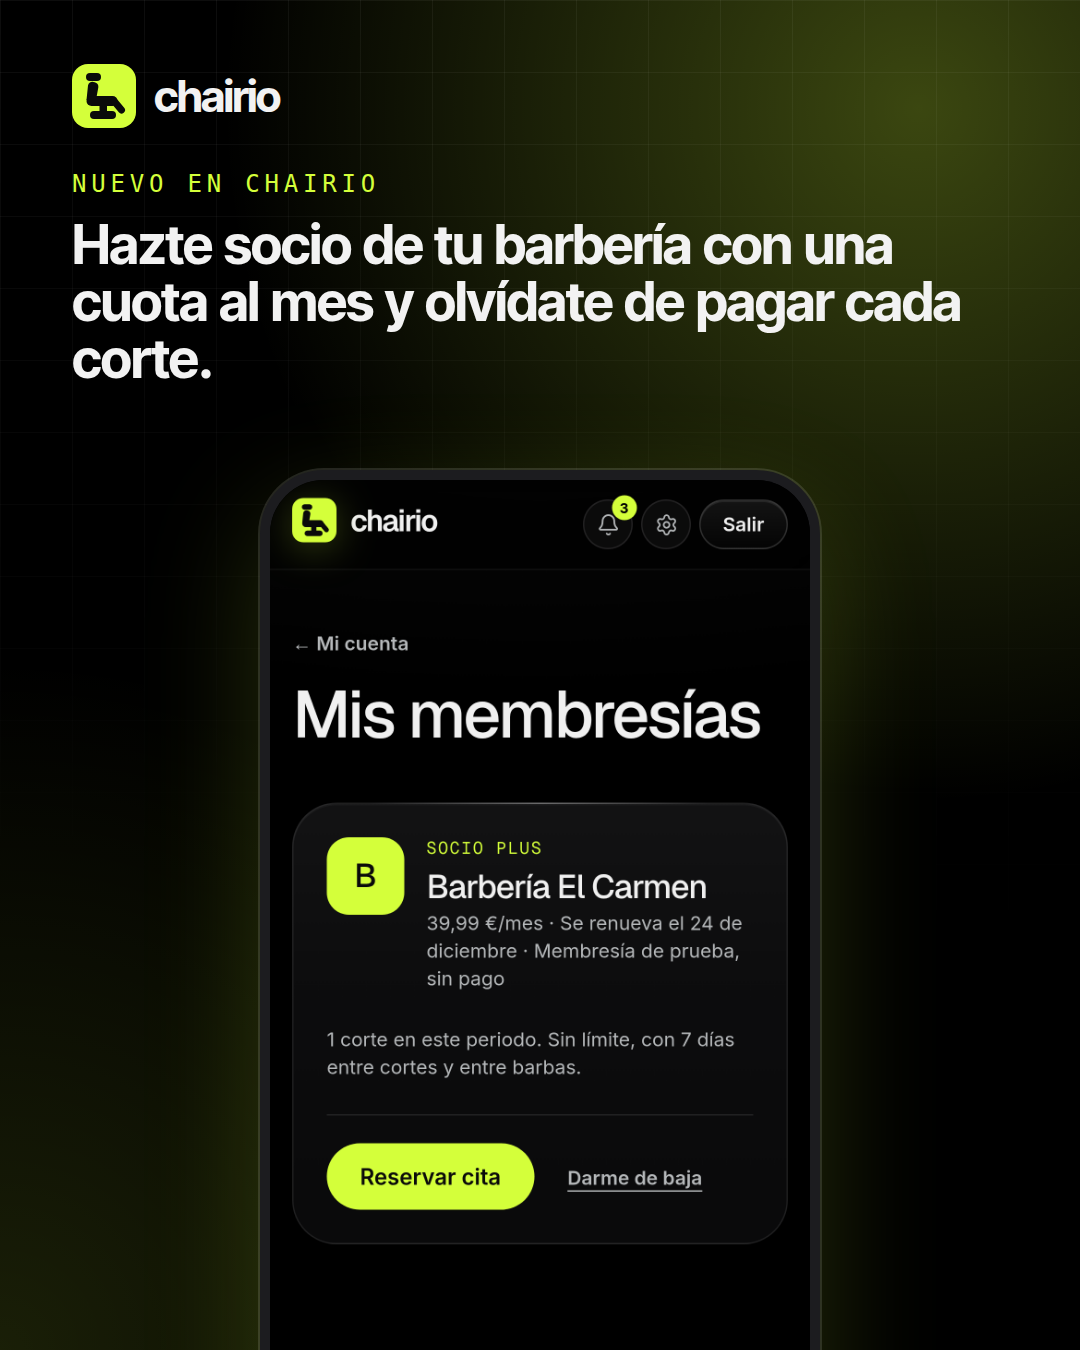 chairio
NUEVO EN CHAIRIO
Hazte socio de tu barbería con una
cuota al mes y olvídate de pagar cada
corte.
chairio
3
Salir
← Mi cuenta
Mis membresías
B
SOCIO PLUS
Barbería El Carmen
39,99 €/mes · Se renueva el 24 de
diciembre · Membresía de prueba,
sin pago
1 corte en este periodo. Sin límite, con 7 días
entre cortes y entre barbas.
Reservar cita
Darme de baja